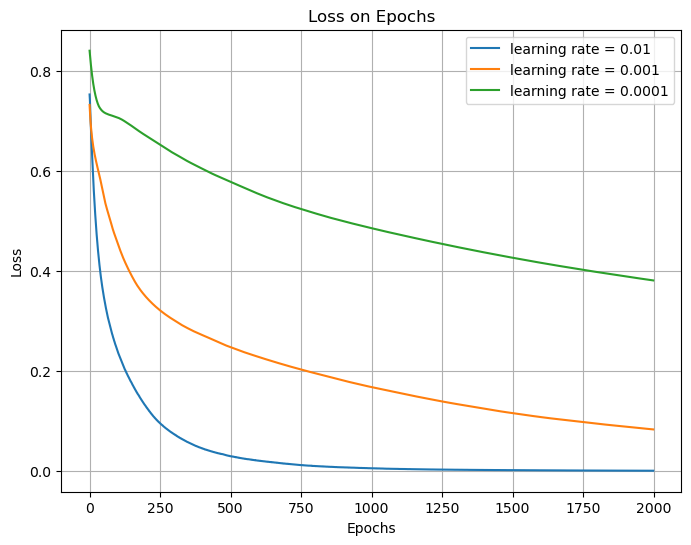 Loss on Epochs
learning rate = 0.01
learning rate = 0.001
learning rate = 0.0001
0.8
0.6
0.4
0.2
0.0
Loss
0
250
500
750
1000
1250
1500
1750
2000
Epochs